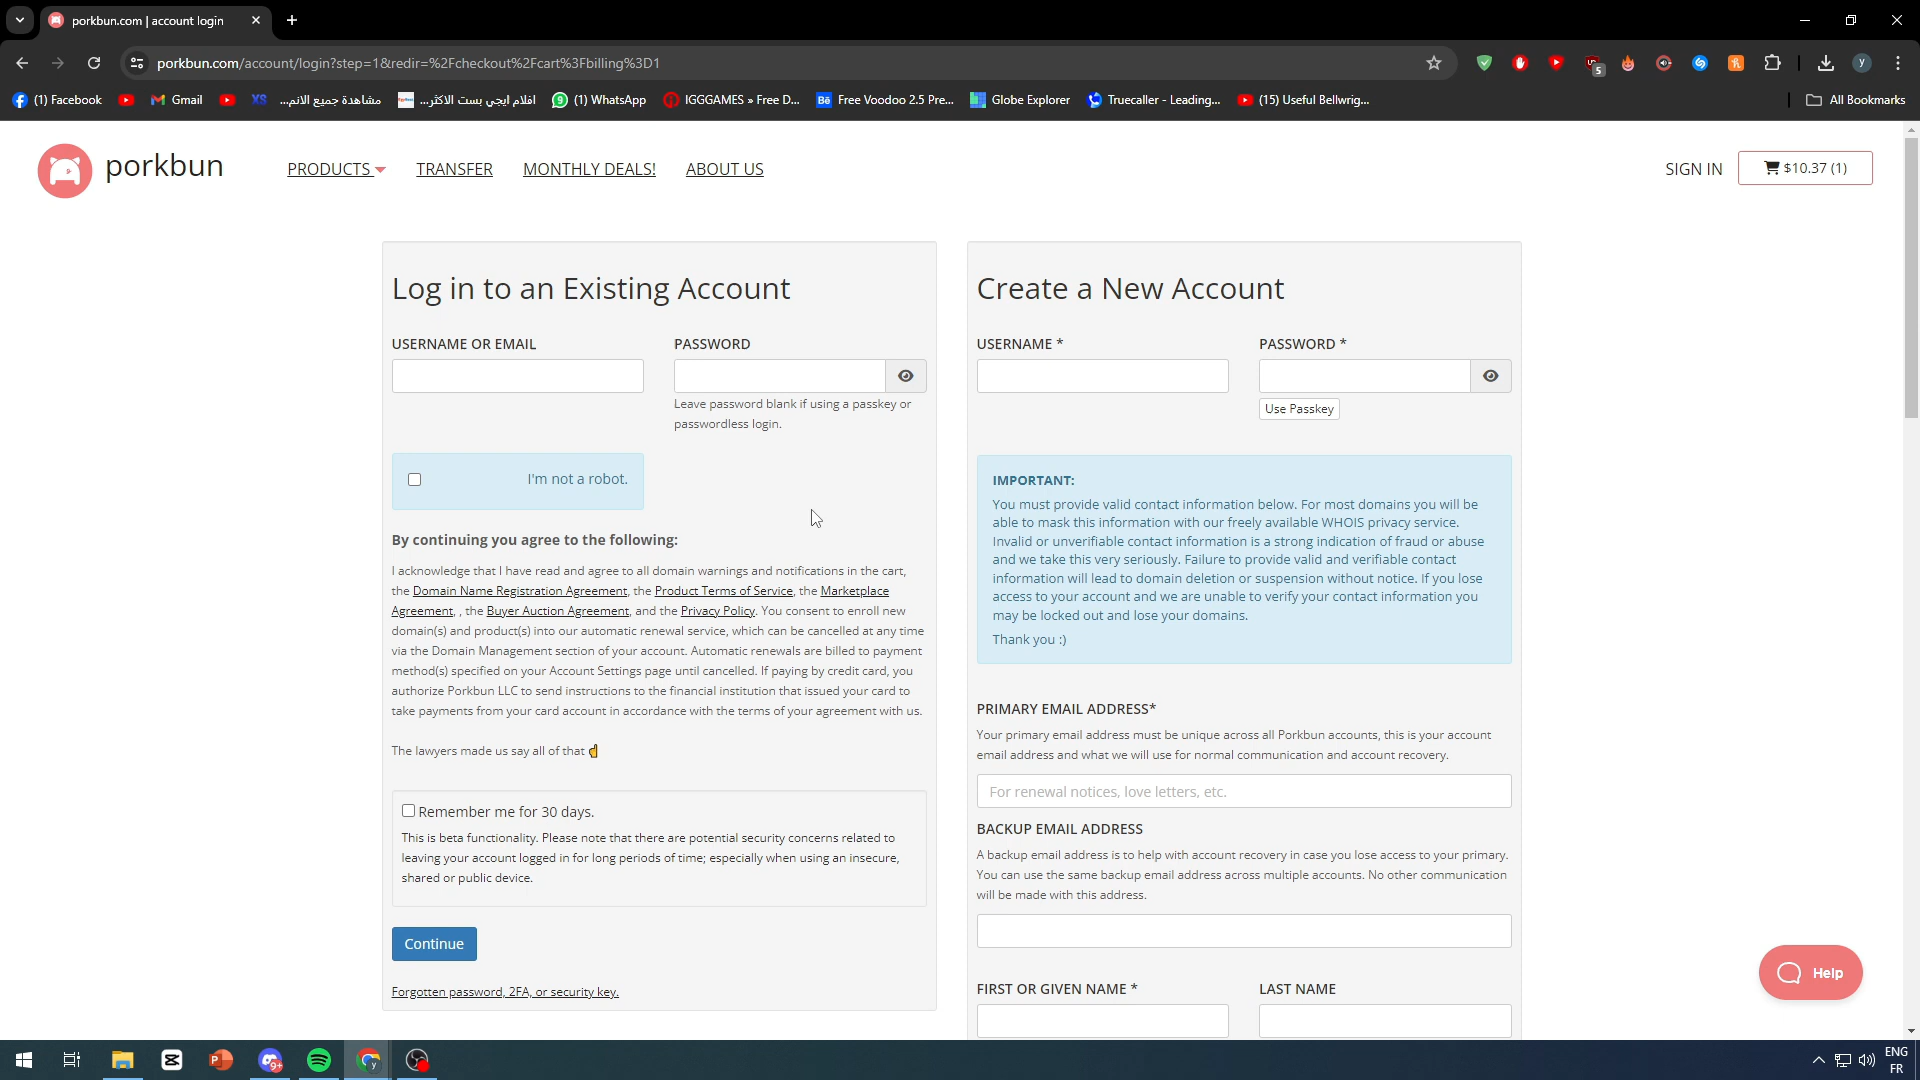 porkbun.com | account login
porkbun.com/account/login?step=1&redir=%2Fcheckout%2Fcart%3Fbilling%3D1
5
y
(1) Facebook
Gmail
XS
مشاهدة جميع الانم...
افلام ايجي بست الاكثر...
9
(1) WhatsApp
IGGGAMES » Free D...
Bē
Free Voodoo 2.5 Pre...
Globe Explorer
Truecaller - Leading...
(15) Useful Bellwrig...
All Bookmarks
porkbun
PRODUCTS
TRANSFER
MONTHLY DEALS!
ABOUT US
SIGN IN
$10.37 (1)
Log in to an Existing Account
USERNAME OR EMAIL
PASSWORD
Leave password blank if using a passkey or
passwordless login.
I'm not a robot.
By continuing you agree to the following:
I acknowledge that I have read and agree to all domain warnings and notifications in the cart,
the Domain Name Registration Agreement, the Product Terms of Service, the Marketplace
Agreement, , the Buyer Auction Agreement, and the Privacy Policy. You consent to enroll new
domain(s) and product(s) into our automatic renewal service, which can be cancelled at any time
via the Domain Management section of your account. Automatic renewals are billed to payment
method(s) specified on your Account Settings page until cancelled. If paying by credit card, you
authorize Porkbun LLC to send instructions to the financial institution that issued your card to
take payments from your card account in accordance with the terms of your agreement with us.
The lawyers made us say all of that ☝
Remember me for 30 days.
This is beta functionality. Please note that there are potential security concerns related to
leaving your account logged in for long periods of time; especially when using an insecure,
shared or public device.
Continue
Forgotten password, 2FA, or security key.
Create a New Account
USERNAME *
PASSWORD *
Use Passkey
IMPORTANT:
You must provide valid contact information below. For most domains you will be
able to mask this information with our freely available WHOIS privacy service.
Invalid or unverifiable contact information is a strong indication of fraud or abuse
and we take this very seriously. Failure to provide valid and verifiable contact
information will lead to domain deletion or suspension without notice. If you lose
access to your account and we are unable to verify your contact information you
may be locked out and lose your domains.
Thank you :)
PRIMARY EMAIL ADDRESS*
Your primary email address must be unique across all Porkbun accounts, this is your account
email address and what we will use for normal communication and account recovery.
For renewal notices, love letters, etc.
BACKUP EMAIL ADDRESS
A backup email address is to help with account recovery in case you lose access to your primary.
You can use the same backup email address across multiple accounts. No other communication
will be made with this address.
FIRST OR GIVEN NAME *
LAST NAME
Help
P
9+
y
ENG
FR